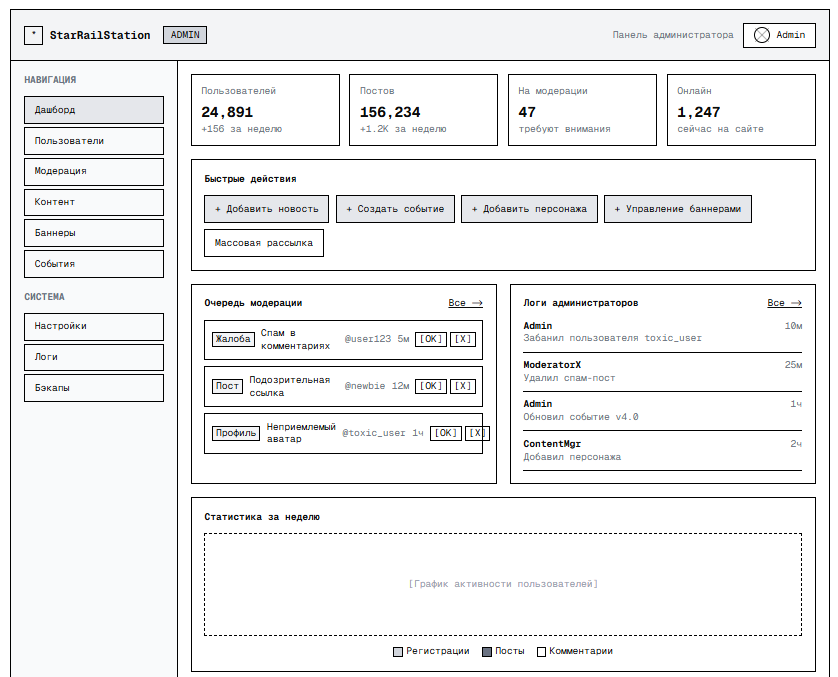 * StarRailStation ADMIN
Панель администратора
Admin
НАВИГАЦИЯ
Дашборд
Пользователи
Модерация
Контент
Баннеры
События
СИСТЕМА
Настройки
Логи
Бэкапы
Пользователей
24,891
+156 за неделю
Постов
156,234
+1.2K за неделю
На модерации
47
требуют внимания
Онлайн
1,247
сейчас на сайте
Быстрые действия
+ Добавить новость
+ Создать событие
+ Добавить персонажа
+ Управление баннерами
Массовая рассылка
Очередь модерации
Все →
Жалоба
Спам в
комментариях
@user123 5м [OK] [X]
Пост
Подозрительная
ссылка
@newbie 12м [OK] [X]
Профиль
Неприемлемый
аватар
@toxic_user 1ч [OK] [X]
Логи администраторов
Все →
Admin 10м
Забанил пользователя toxic_user
ModeratorX 25м
Удалил спам-пост
Admin 1ч
Обновил событие v4.0
ContentMgr 2ч
Добавил персонажа
Статистика за неделю
[График активности пользователей]
Регистрации Посты Комментарии